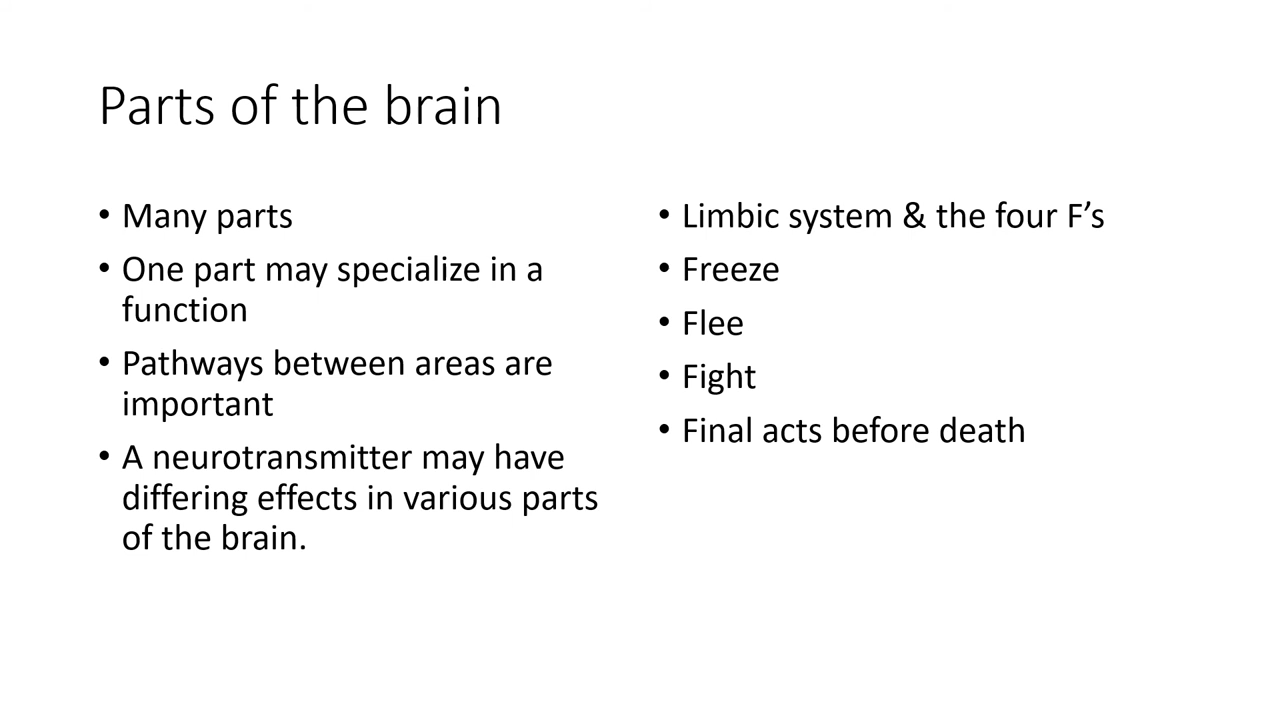 Parts of the brain
• Many parts
• One part may specialize in a
function
• Pathways between areas are
important
• A neurotransmitter may have
differing effects in various parts
of the brain.
• Limbic system & the four F’s
• Freeze
• Flee
• Fight
• Final acts before death